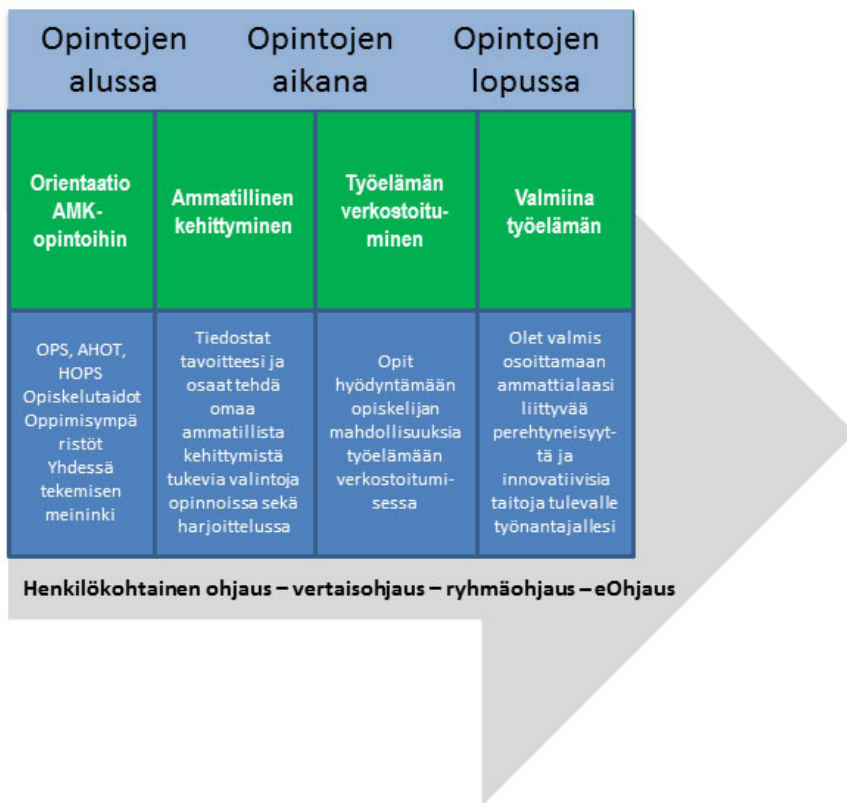 Opintojen alussa
Opintojen aikana
Opintojen lopussa
Orientaatio
AMK-
opintoihin
Ammatillinen
kehittyminen
Työelämän
verkostoitu-
minen
Valmiina
työelämän
OPS, AHOT,
HOPS
Opiskelutaidot
Oppimisympä
ristöt
Yhdessä
tekemisen
meininki
Tiedostat
tavoitteesi ja
osaat tehdä
omaa
ammatillista
kehittymistä
tukevia valintoja
opinnoissa sekä
harjoittelussa
Opit
hyödyntämään
opiskelijan
mahdollisuuksia
työelämään
verkostoitumi-
sessa
Olet valmis
osoittamaan
ammattialaasi
liittyvää
perehtyneisyyt-
tä ja
innovatiivisia
taitoja tulevalle
työnantajallesi
Henkilökohtainen ohjaus – vertaisohjaus – ryhmäohjaus – eOhjaus